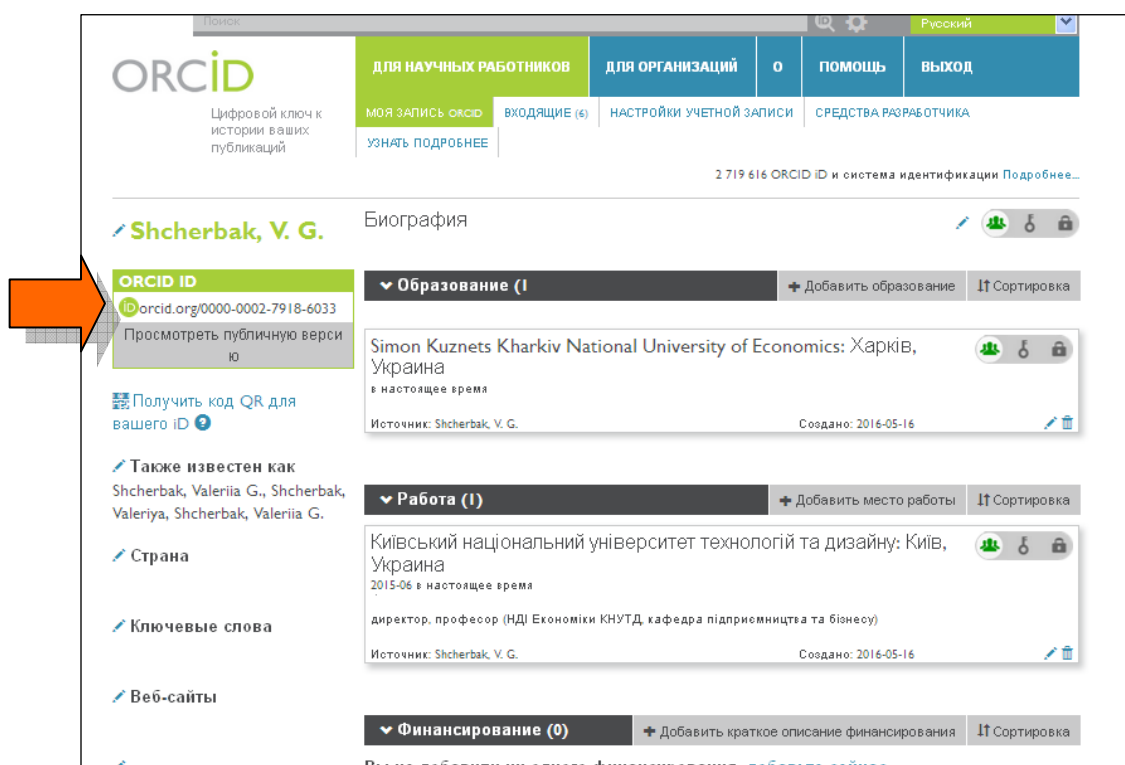 Поиск
Русский
ORCiD
ДЛЯ НАУЧНЫХ РАБОТНИКОВ ДЛЯ ОРГАНИЗАЦИЙ О ПОМОЩЬ ВЫХОД
Цифровой ключ к
истории ваших
публикаций
МОЯ ЗАПИСЬ ORCID ВХОДЯЩИЕ (6) НАСТРОЙКИ УЧЕТНОЙ ЗАПИСИ СРЕДСТВА РАЗРАБОТЧИКА
УЗНАТЬ ПОДРОБНЕЕ
2 719 616 ORCID iD и система идентификации Подробнее...
Shcherbak, V. G.
ORCID ID
iD orcid.org/0000-0002-7918-6033
Просмотреть публичную верси
ю
Получить код QR для
вашего iD ?
Также известен как
Shcherbak, Valeriia G., Shcherbak,
Valeriya, Shcherbak, Valeriia G.
Страна
Ключевые слова
Веб-сайты
Биография
Образование (1 Добавить образование Сортировка
Simon Kuznets Kharkiv National University of Economics: Харків,
Украина
в настоящее время
Источник: Shcherbak, V. G. Создано: 2016-05-16
Работа (1) Добавить место работы Сортировка
Київський національний університет технологій та дизайну: Київ,
Украина
2015-06 в настоящее время
директор, професор (НДІ Економіки КНУТД, кафедра підприємництва та бізнесу)
Источник: Shcherbak, V. G. Создано: 2016-05-16
Финансирование (0) Добавить краткое описание финансирования Сортировка